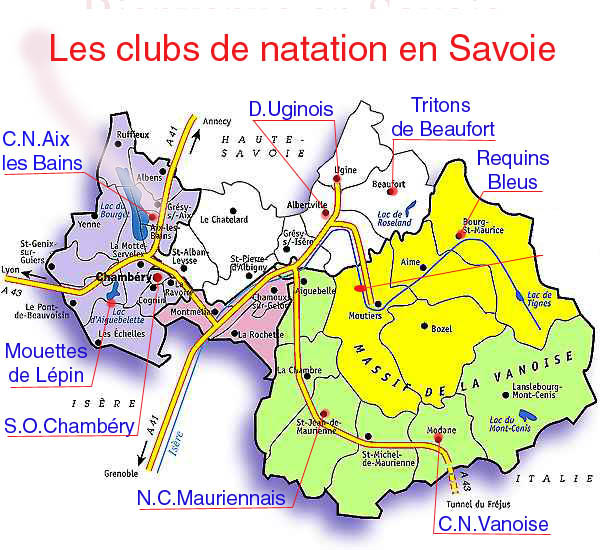 Bienvenue en Savoie
Les clubs de natation en Savoie
D.Uginois
Tritons
de Beaufort
C.N.Aix
les Bains
Requins
Bleus
Mouettes
de Lépin
S.O.Chambéry
N.C.Mauriennais
C.N.Vanoise
Annecy
A 41
HAUTE-
SAVOIE
Ruffieux
Albens
Ugine
Beaufort
Albertville
Lac de
Roselend
Lac du
Bourget
Grésy-
s/-Aix
Aix-les-
Bains
Le Chatelard
Yenne
Grésy-
s/-Isère
Bourg-
St-Maurice
St-Genix-
sur-
Guiers
La Motte-
Servolex
St-Alban-
Leysse
St-Pierre-
d'Albigny
Aime
Lyon
A 43
Chambéry
Cognin
Ravoire
Chamoux-
sur-Gelon
Aiguebelle
Lac de
Tignes
Le Pont-
de-Beauvoisin
Lac
d'Aiguebelette
Montmélian
Moutiers
Les Échelles
La Rochette
Bozel
MASSIF DE LA VANOISE
La Chambre
Lanslebourg-
Mont-Cenis
ISÈRE
A 41
Isère
St-Jean-de-
Maurienne
Lac
du Mont-Cenis
Modane
St-Michel-
de-Maurienne
Grenoble
A 43
ITALIE
Tunnel du Fréjus